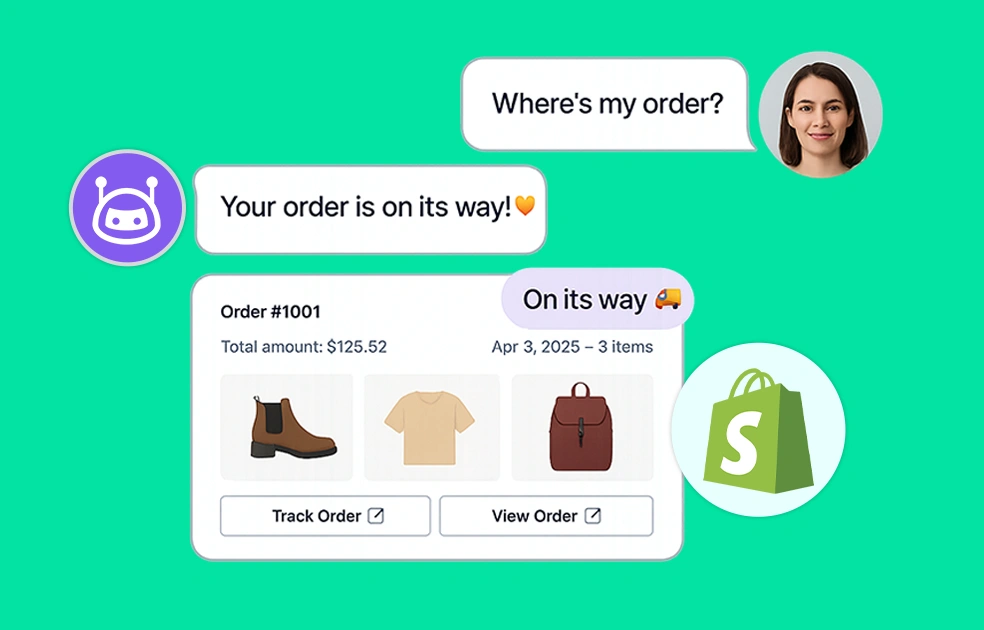 Where's my order?
Your order is on its way!🧡
On its way 🚚
Order #1001
Total amount: $125.52
Apr 3, 2025 – 3 items
Track Order
View Order
S